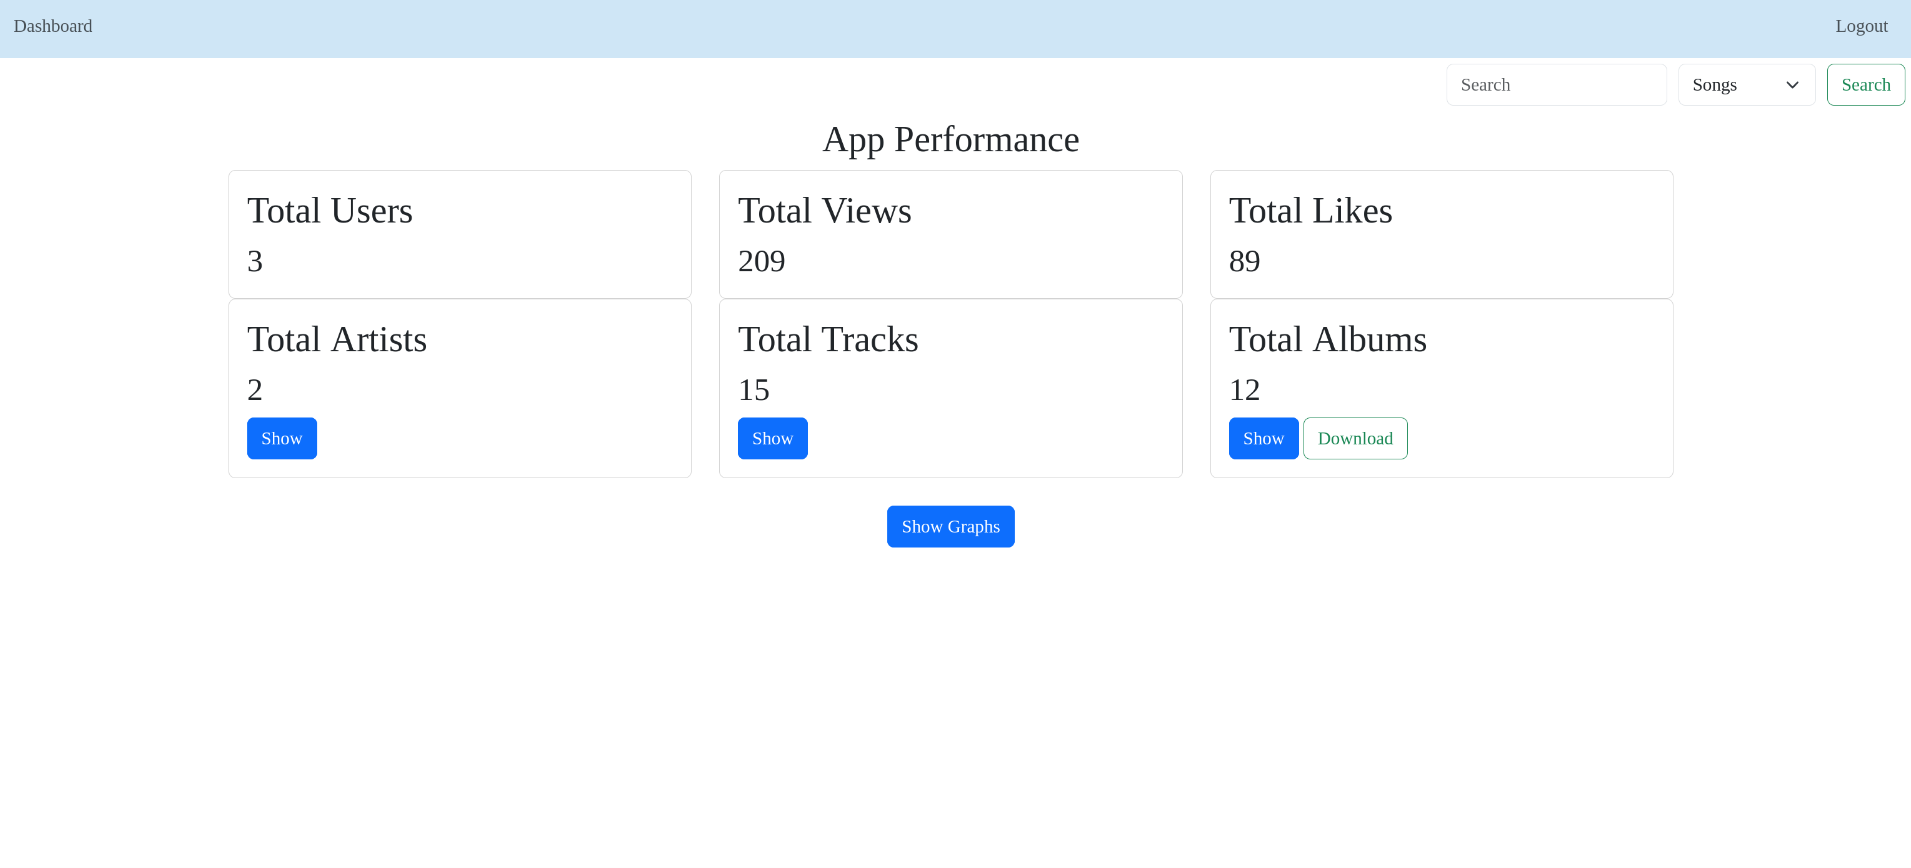 Dashboard
Logout
Search
Songs
Search
App Performance
Total Users
3
Total Views
209
Total Likes
89
Total Artists
2
Show
Total Tracks
15
Show
Total Albums
12
Show
Download
Show Graphs